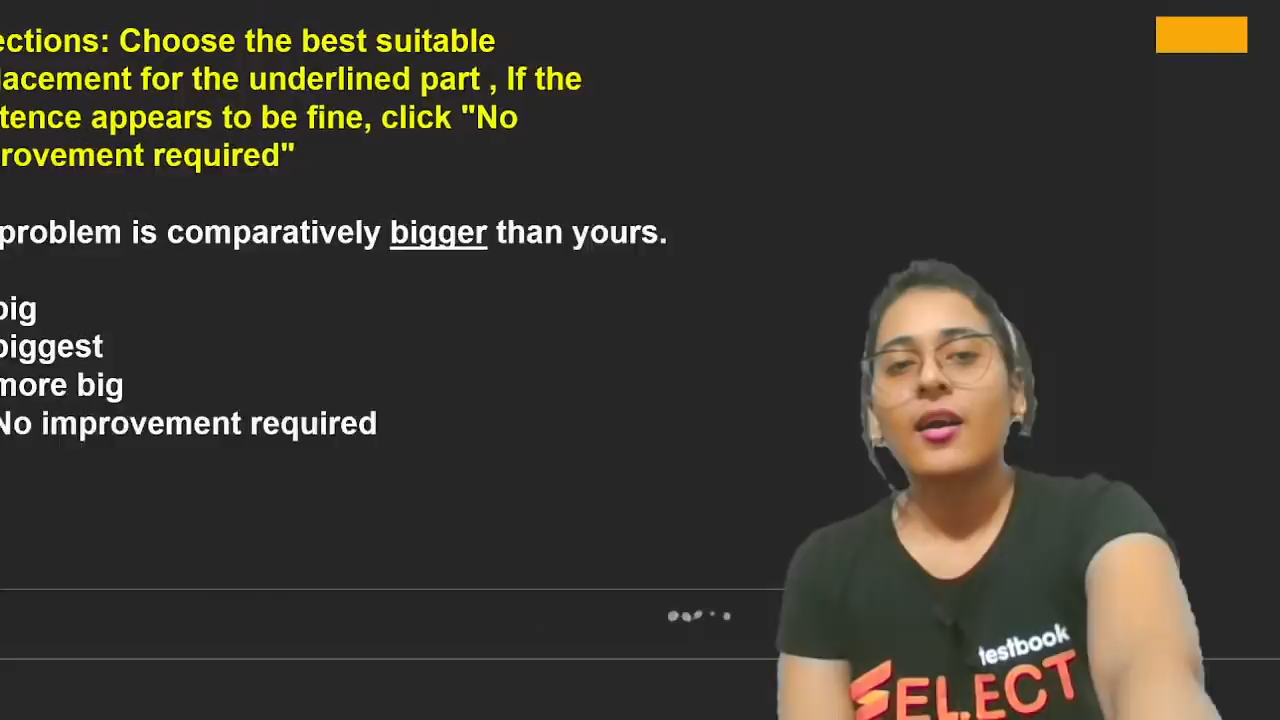 ections: Choose the best suitable
lacement for the underlined part , If the
tence appears to be fine, click "No
rovement required"
problem is comparatively bigger than yours.
big
biggest
more big
No improvement required
testbook
SELECT